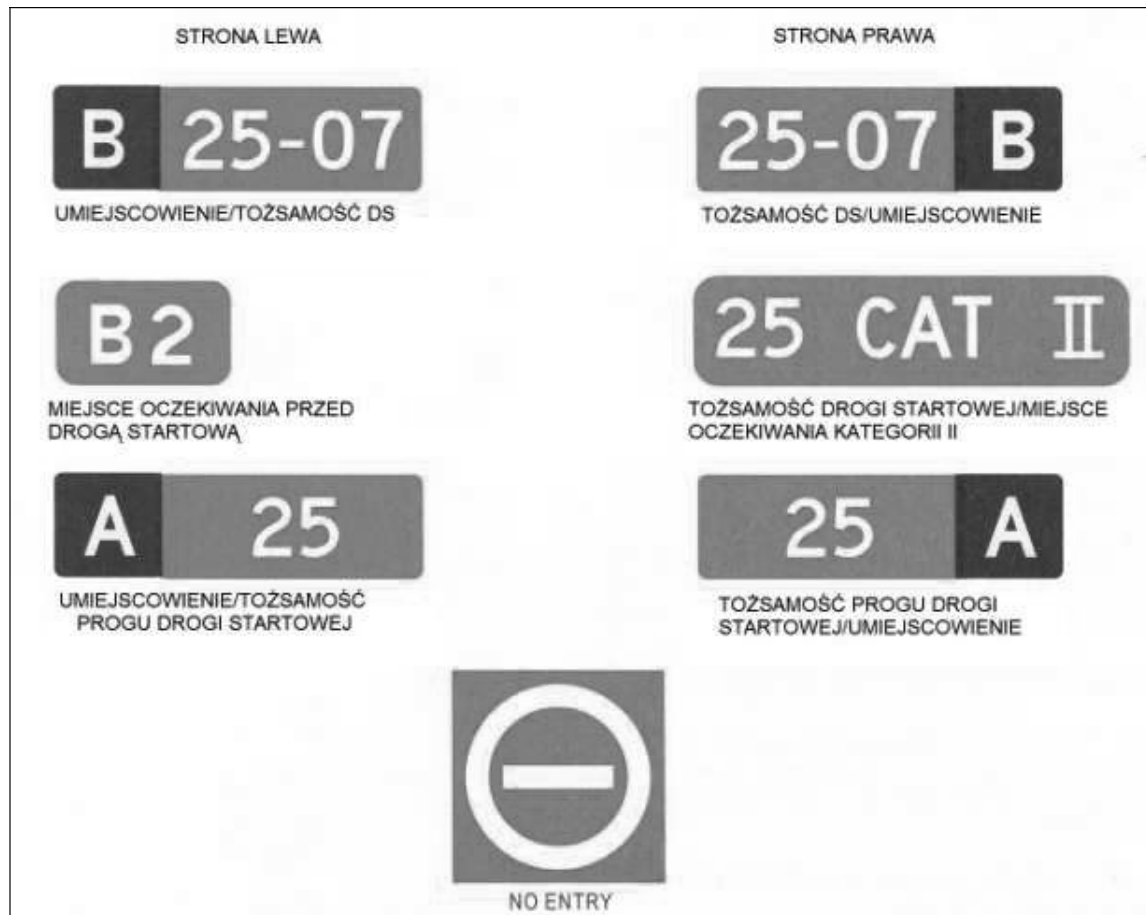 STRONA LEWA
STRONA PRAWA
B 25-07
25-07 B
UMIEJSCOWIENIE/TOŻSAMOŚĆ DS
TOŻSAMOŚĆ DS/UMIEJSCOWIENIE
B2
25 CAT II
MIEJSCE OCZEKIWANIA PRZED
DROGĄ STARTOWĄ
TOŻSAMOŚĆ DROGI STARTOWEJ/MIEJSCE
OCZEKIWANIA KATEGORII II
A 25
25 A
UMIEJSCOWIENIE/TOŻSAMOŚĆ
PROGU DROGI STARTOWEJ
TOŻSAMOŚĆ PROGU DROGI
STARTOWEJ/UMIEJSCOWIENIE
NO ENTRY